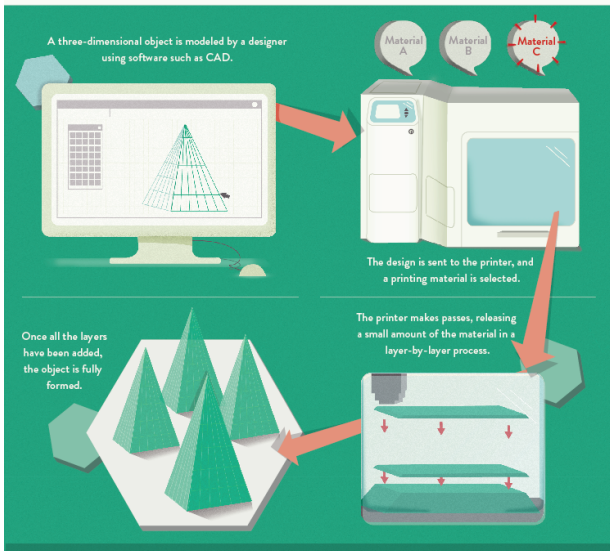 A three-dimensional object is modeled by a designer
using software such as CAD.
Material
A
Material
B
Material
C
The design is sent to the printer, and
a printing material is selected.
The printer makes passes, releasing
a small amount of the material in a
layer-by-layer process.
Once all the layers
have been added,
the object is fully
formed.